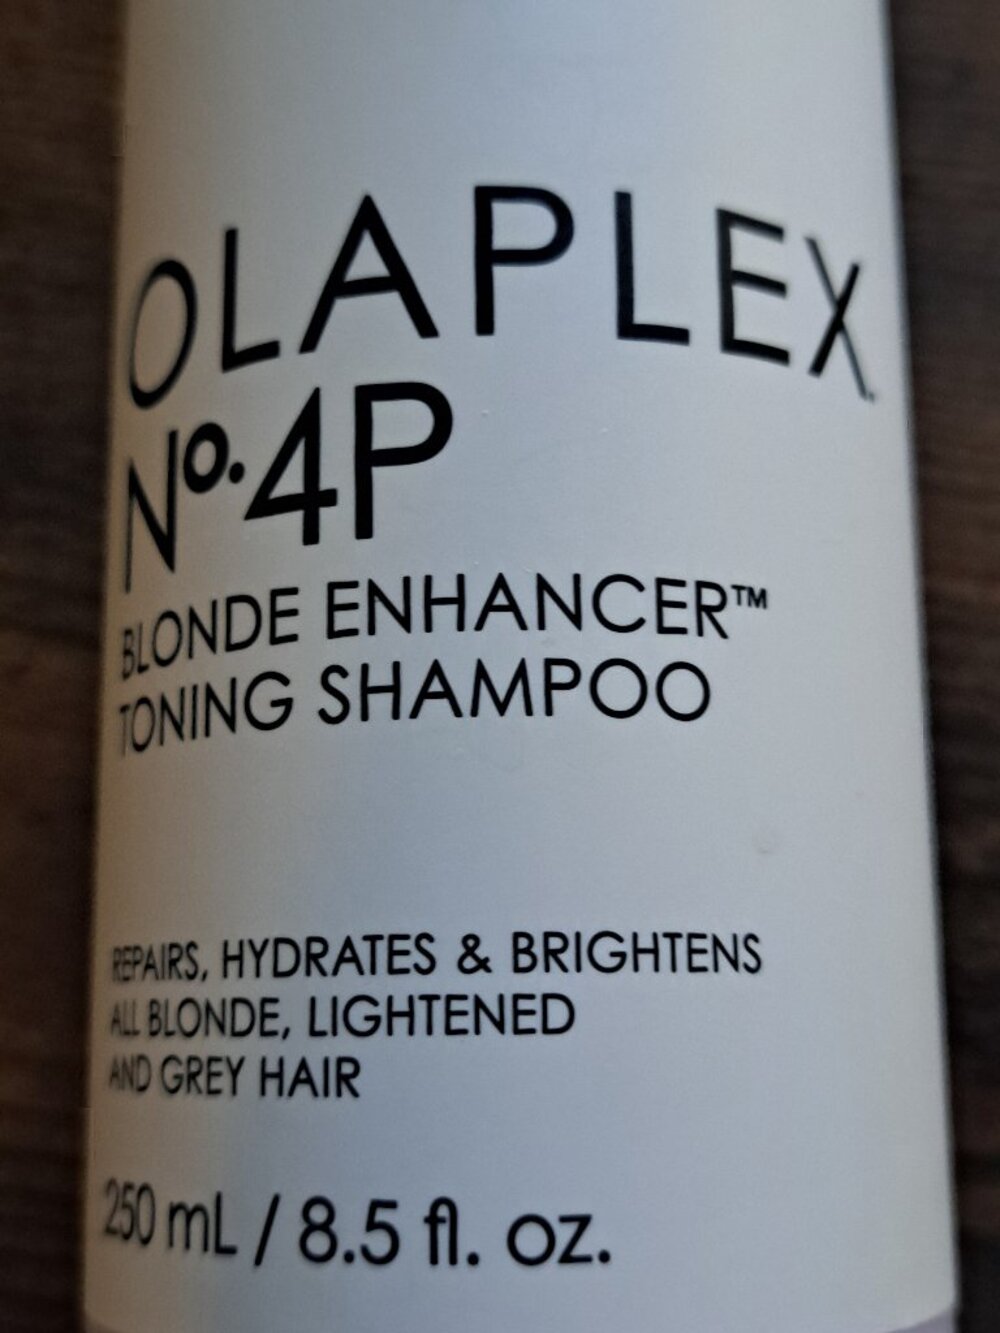 OLAPLEX.
Nº.4P
BLONDE ENHANCER™
TONING SHAMPOO
REPAIRS, HYDRATES & BRIGHTENS
ALL BLONDE, LIGHTENED
AND GREY HAIR
250 mL / 8.5 fl. oz.